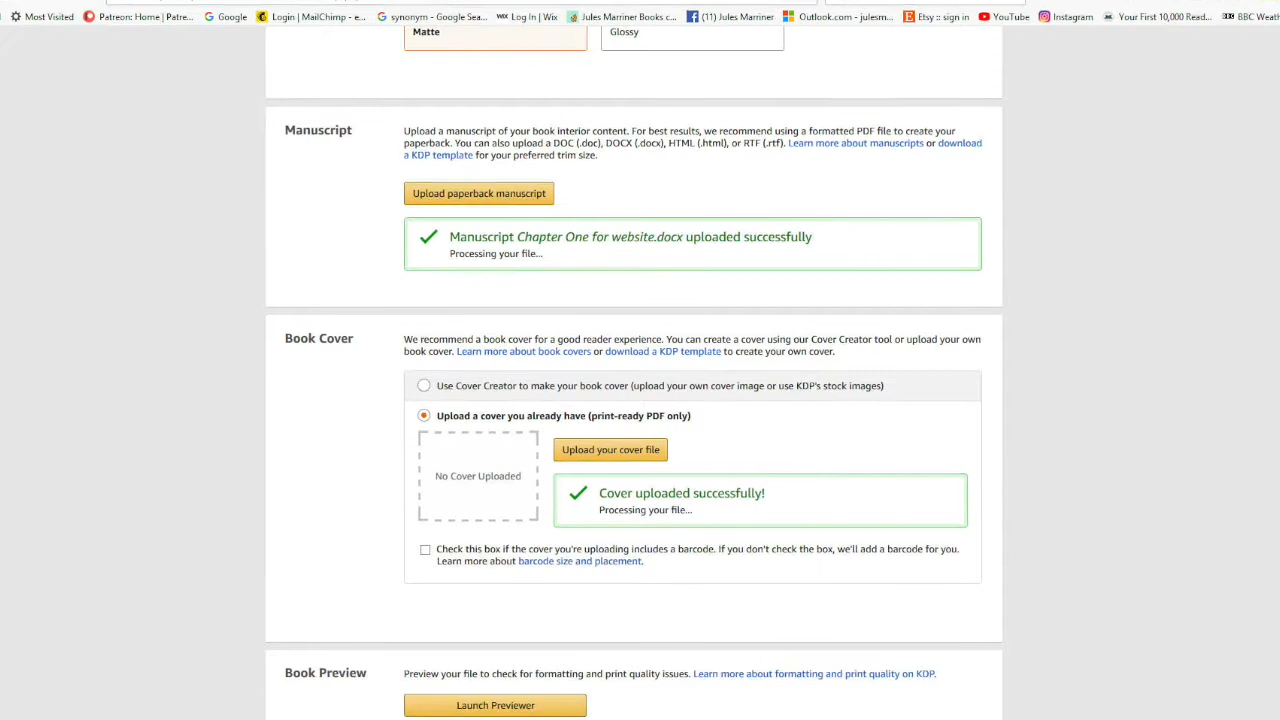 Most Visited Patreon: Home | Patre... Google Login | MailChimp - e... synonym - Google Sea... WIX Log In | Wix Jules Marriner Books c... (11) Jules Marriner Outlook.com - julesm... Etsy :: sign in YouTube Instagram Your First 10,000 Read... BBC BBC Weath
Matte Glossy
Manuscript
Upload a manuscript of your book interior content. For best results, we recommend using a formatted PDF file to create your
paperback. You can also upload a DOC (.doc), DOCX (.docx), HTML (.html), or RTF (.rtf). Learn more about manuscripts or download
a KDP template for your preferred trim size.
Upload paperback manuscript
Manuscript Chapter One for website.docx uploaded successfully
Processing your file...
Book Cover
We recommend a book cover for a good reader experience. You can create a cover using our Cover Creator tool or upload your own
book cover. Learn more about book covers or download a KDP template to create your own cover.
Use Cover Creator to make your book cover (upload your own cover image or use KDP's stock images)
Upload a cover you already have (print-ready PDF only)
No Cover Uploaded
Upload your cover file
Cover uploaded successfully!
Processing your file...
Check this box if the cover you're uploading includes a barcode. If you don't check the box, we'll add a barcode for you.
Learn more about barcode size and placement.
Book Preview
Preview your file to check for formatting and print quality issues. Learn more about formatting and print quality on KDP.
Launch Previewer